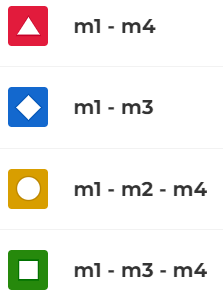 m1 - m4
m1 - m3
m1 - m2 - m4
m1 - m3 - m4